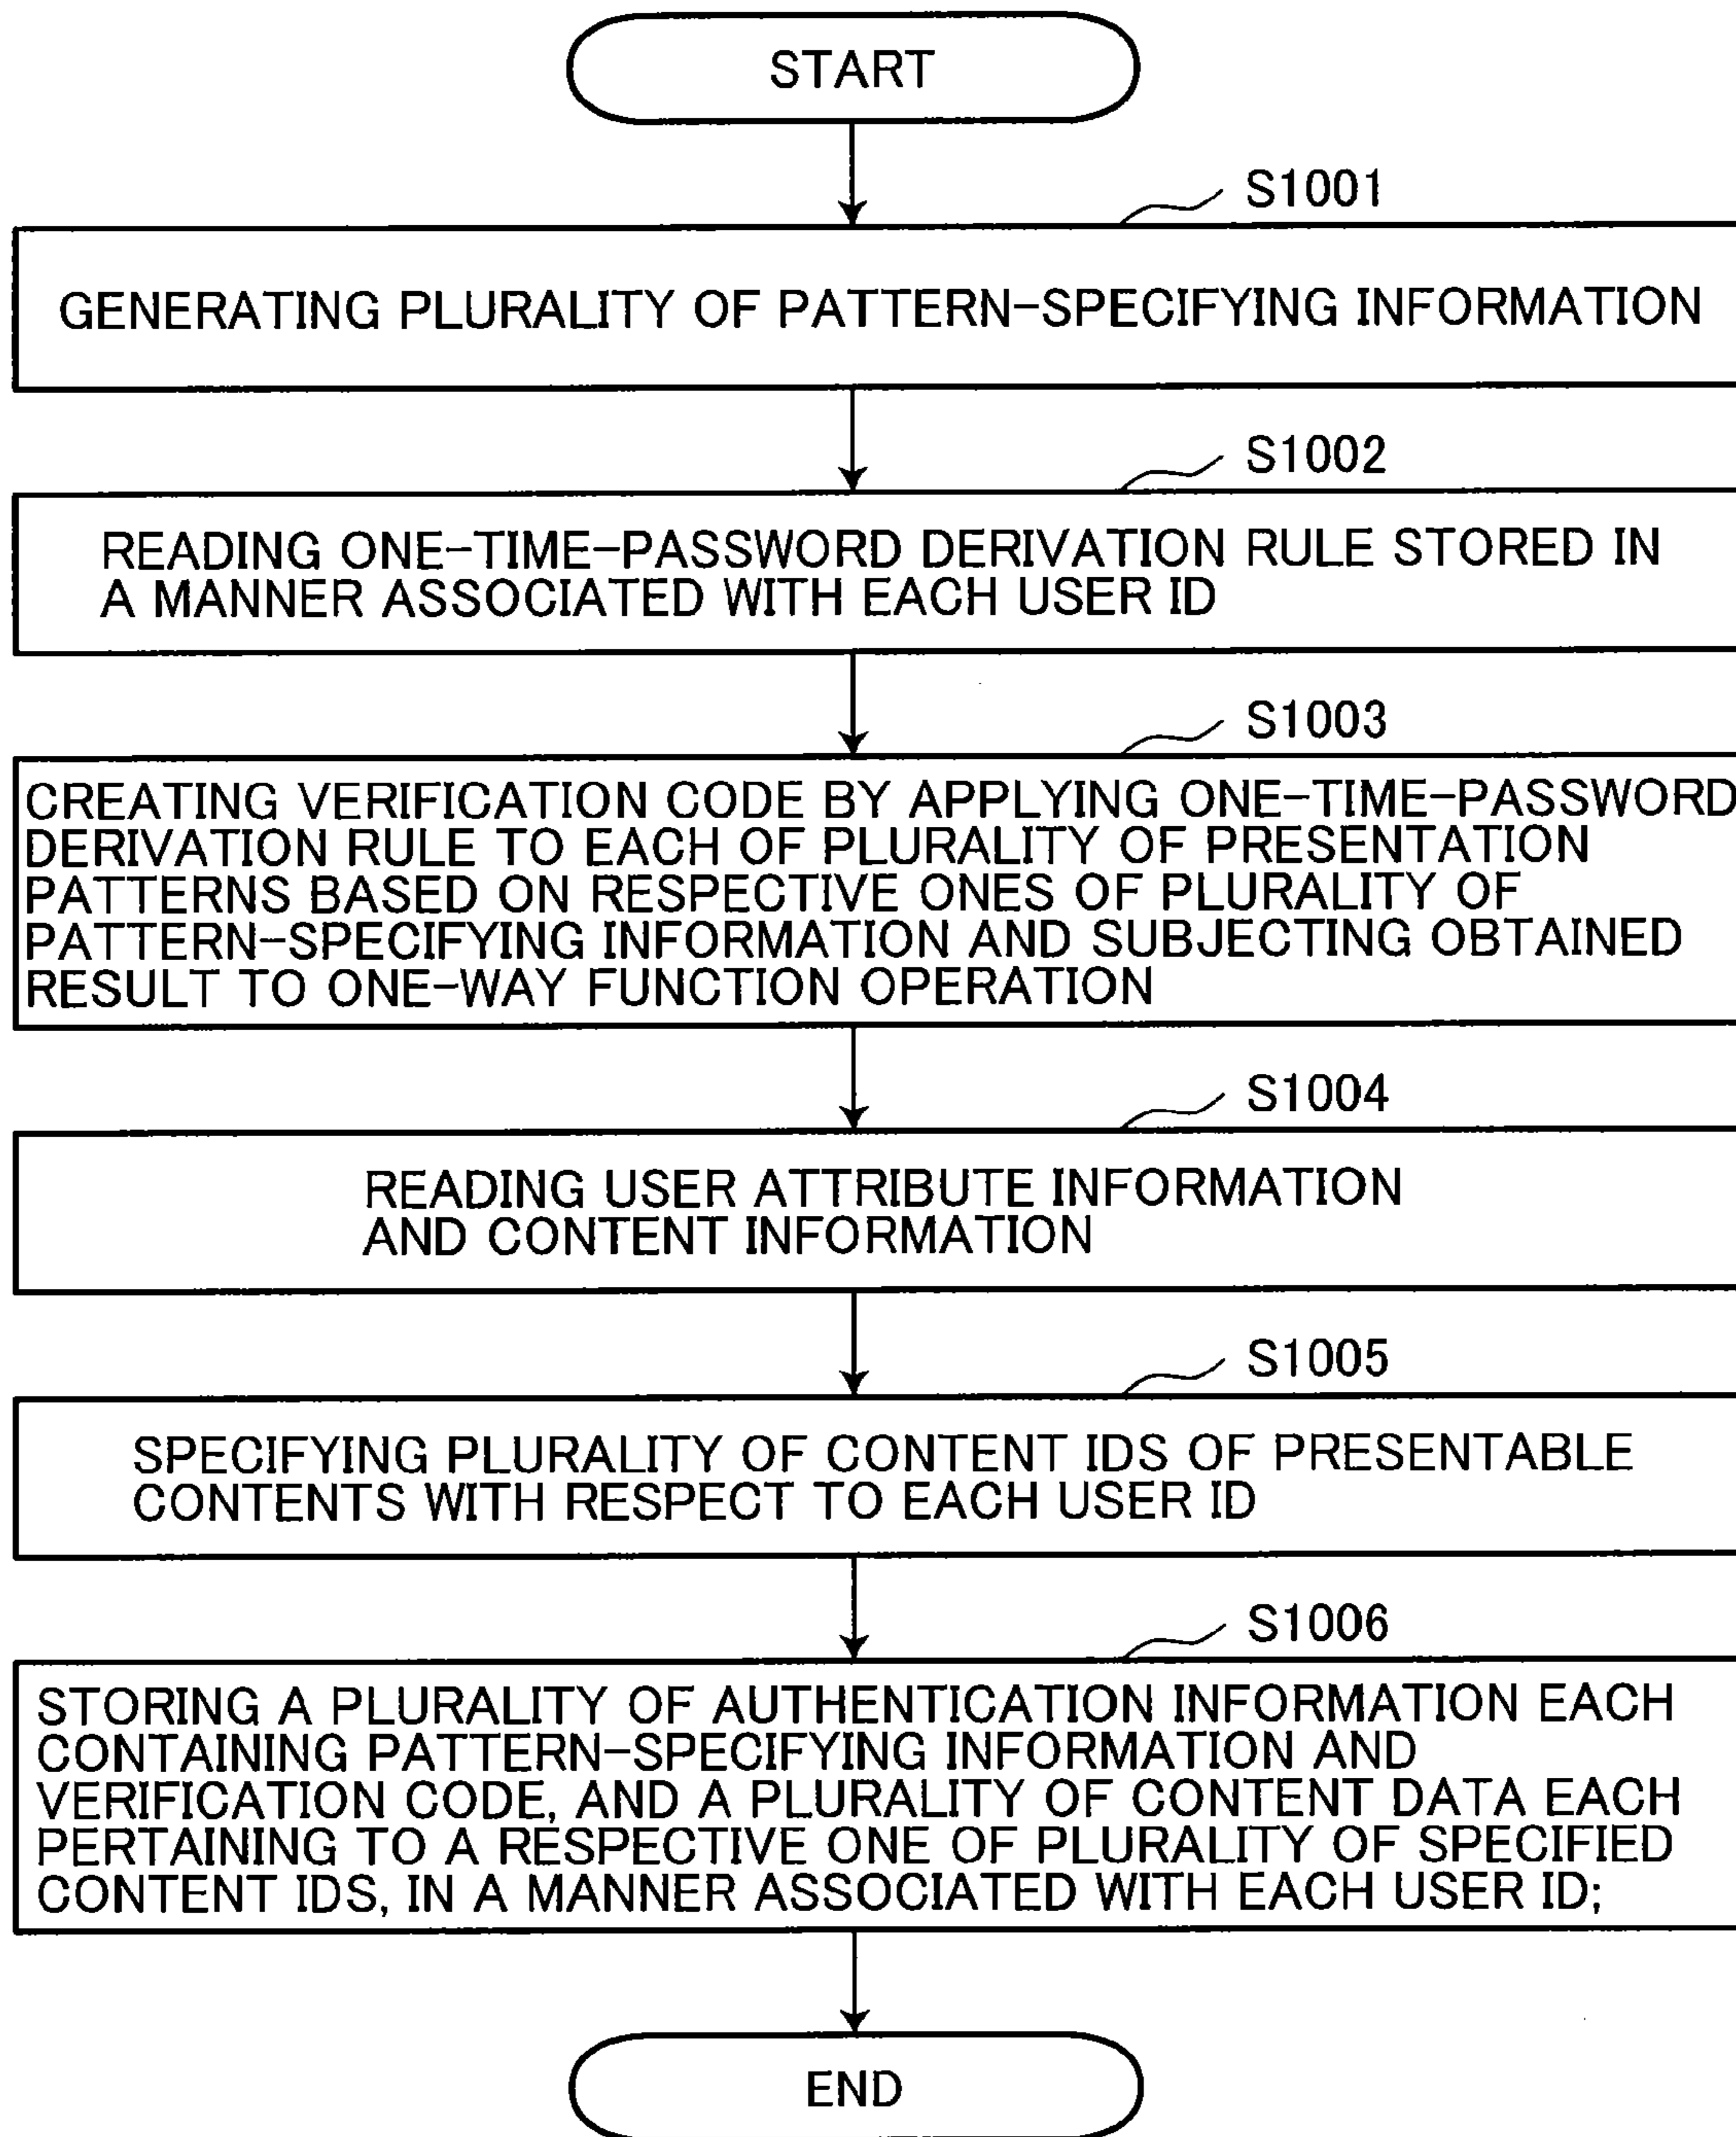 START
S1001
GENERATING PLURALITY OF PATTERN-SPECIFYING INFORMATION
S1002
READING ONE-TIME-PASSWORD DERIVATION RULE STORED IN
A MANNER ASSOCIATED WITH EACH USER ID
S1003
CREATING VERIFICATION CODE BY APPLYING ONE-TIME-PASSWORD
DERIVATION RULE TO EACH OF PLURALITY OF PRESENTATION
PATTERNS BASED ON RESPECTIVE ONES OF PLURALITY OF
PATTERN-SPECIFYING INFORMATION AND SUBJECTING OBTAINED
RESULT TO ONE-WAY FUNCTION OPERATION
S1004
READING USER ATTRIBUTE INFORMATION
AND CONTENT INFORMATION
S1005
SPECIFYING PLURALITY OF CONTENT IDS OF PRESENTABLE
CONTENTS WITH RESPECT TO EACH USER ID
S1006
STORING A PLURALITY OF AUTHENTICATION INFORMATION EACH
CONTAINING PATTERN-SPECIFYING INFORMATION AND
VERIFICATION CODE, AND A PLURALITY OF CONTENT DATA EACH
PERTAINING TO A RESPECTIVE ONE OF PLURALITY OF SPECIFIED
CONTENT IDS, IN A MANNER ASSOCIATED WITH EACH USER ID;
END